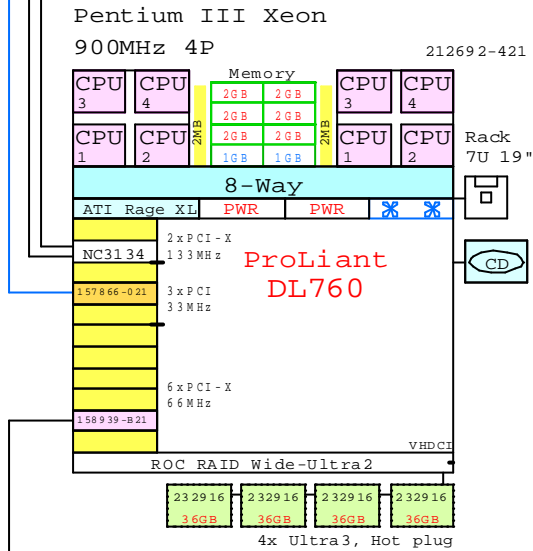 Pentium III Xeon
900MHz 4P
212692-421
Memory
CPU 3
CPU 4
2GB 2GB
CPU 3
CPU 4
2GB 2GB
2MB
2GB 2GB
2MB
CPU 1
CPU 2
1GB 1GB
CPU 1
CPU 2
Rack
7U 19"
8-Way
ATI Rage XL PWR PWR
2xPCI-X
133MHz
NC3134
ProLiant
DL760
CD
157866-021
3xPCI
33MHz
6xPCI-X
66MHz
158939-B21
VHDCI
ROC RAID Wide-Ultra2
232916 232916 232916 232916
36GB 36GB 36GB 36GB
4x Ultra3, Hot plug